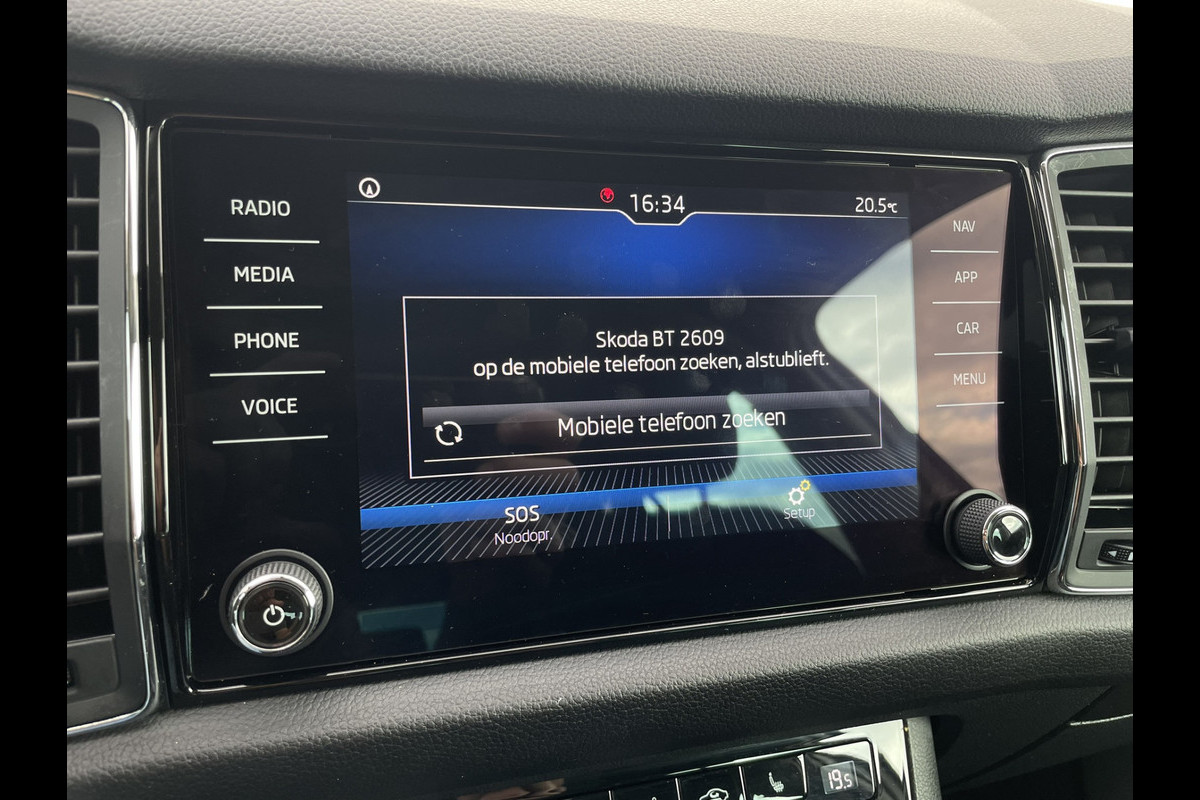 RADIO
MEDIA
PHONE
VOICE
16:34
20.5°C
Skoda BT 2609
op de mobiele telefoon zoeken, alstublieft.
Mobiele telefoon zoeken
SOS
Noodopr.
Setup
NAV
APP
CAR
MENU
19.5